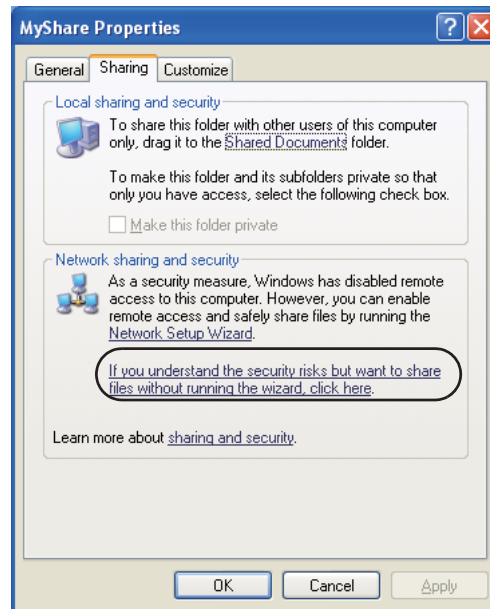 MyShare Properties
General Sharing Customize
Local sharing and security
To share this folder with other users of this computer
only, drag it to the Shared Documents folder.
To make this folder and its subfolders private so that
only you have access, select the following check box.
Make this folder private
Network sharing and security
As a security measure, Windows has disabled remote
access to this computer. However, you can enable
remote access and safely share files by running the
Network Setup Wizard.
If you understand the security risks but want to share
files without running the wizard, click here.
Learn more about sharing and security.
OK Cancel Apply